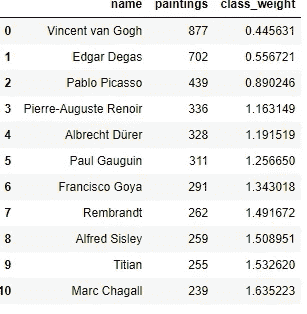 name paintings class_weight
0 Vincent van Gogh 877 0.445631
1 Edgar Degas 702 0.556721
2 Pablo Picasso 439 0.890246
3 Pierre-Auguste Renoir 336 1.163149
4 Albrecht Dürer 328 1.191519
5 Paul Gauguin 311 1.256650
6 Francisco Goya 291 1.343018
7 Rembrandt 262 1.491672
8 Alfred Sisley 259 1.508951
9 Titian 255 1.532620
10 Marc Chagall 239 1.635223